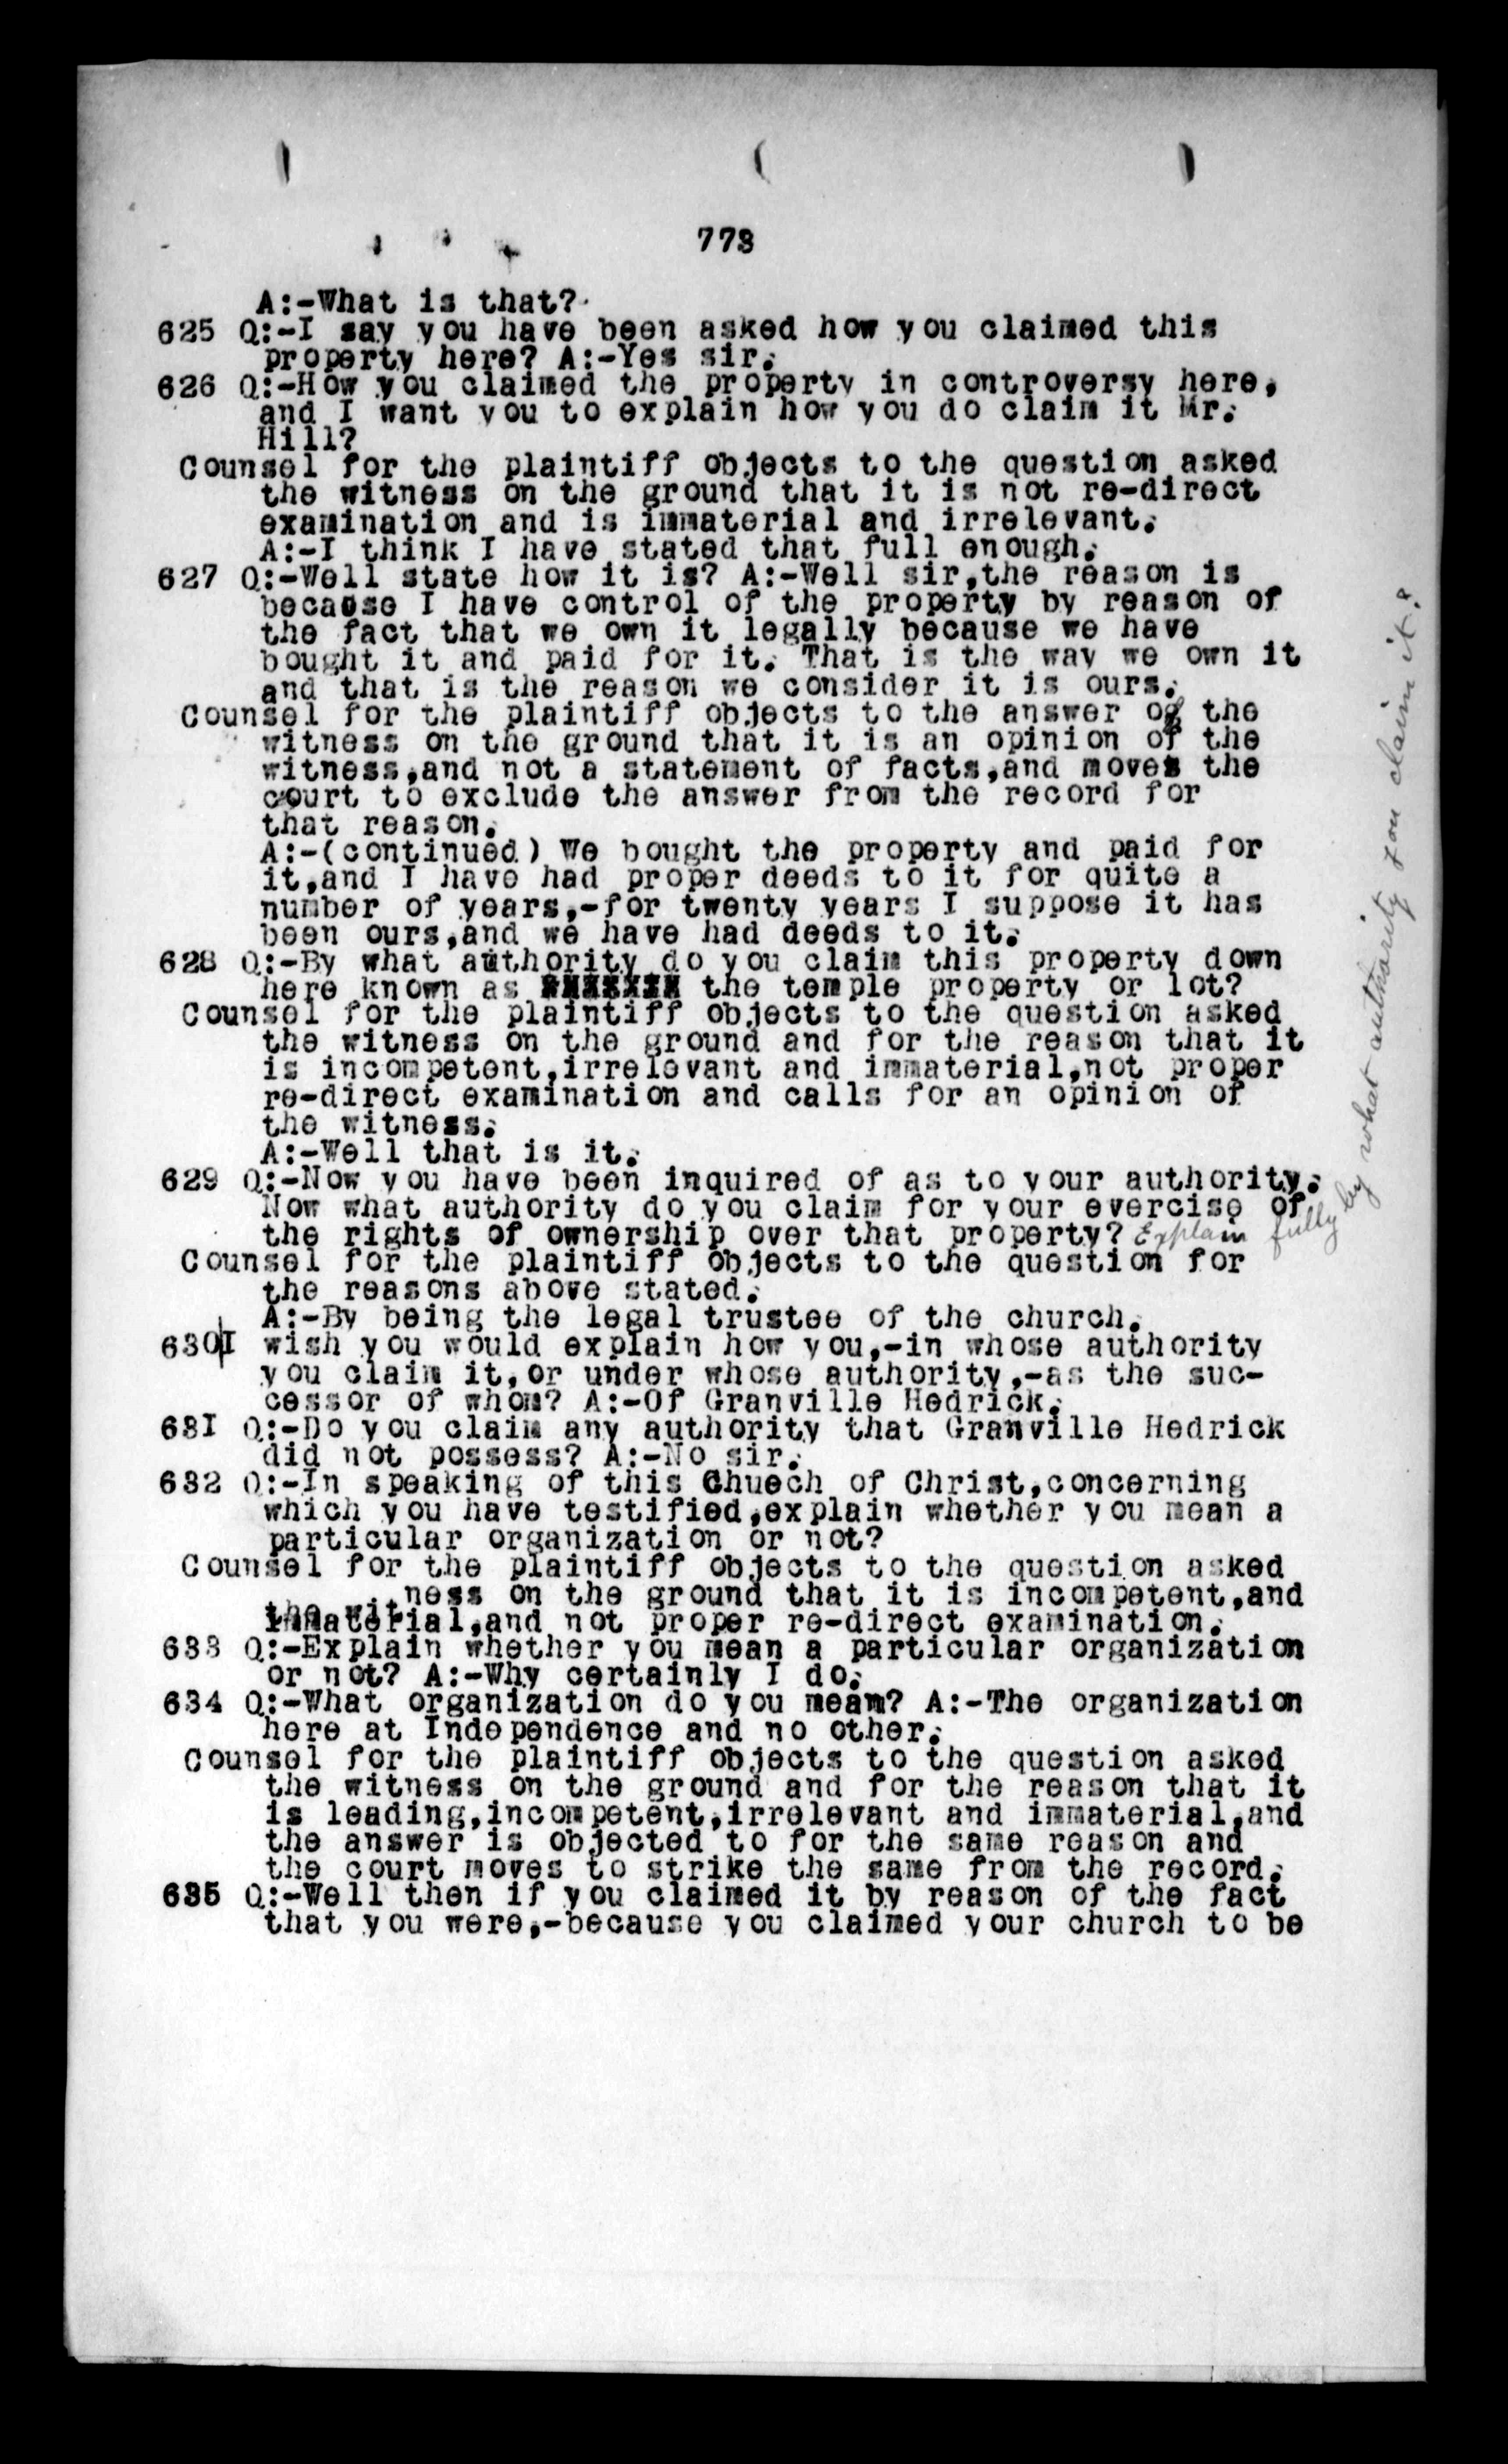 773
A:-What is that?
625 Q:-I say you have been asked how you claimed this
property here? A:-Yes sir.
626 Q:-How you claimed the property in controversy here,
and I want you to explain how you do claim it Mr.
Hill?
Counsel for the plaintiff objects to the question asked
the witness on the ground that it is not re-direct
examination and is immaterial and irrelevant.
A:-I think I have stated that full enough.
627 Q:-Well state how it is? A:-Well sir,the reason is
because I have control of the property by reason of
the fact that we own it legally because we have
bought it and paid for it. That is the way we own it
and that is the reason we consider it is ours.
Counsel for the plaintiff objects to the answer of the
witness on the ground that it is an opinion of the
witness,and not a statement of facts,and moves the
court to exclude the answer from the record for
that reason.
A:-(continued) We bought the property and paid for
it,and I have had proper deeds to it for quite a
number of years,-for twenty years I suppose it has
been ours,and we have had deeds to it.
628 Q:-By what authority do you claim this property down
here known as the temple property or lot?
Counsel for the plaintiff objects to the question asked
the witness on the ground and for the reason that it
is incompetent,irrelevant and immaterial,not proper
re-direct examination and calls for an opinion of
the witness.
A:-Well that is it.
629 Q:-Now you have been inquired of as to your authority.
Now what authority do you claim for your evercise of
the rights of ownership over that property? Explain fully by what authority you claim it?
Counsel for the plaintiff objects to the question for
the reasons above stated.
A:-By being the legal trustee of the church.
630 I wish you would explain how you,-in whose authority
you claim it,or under whose authority,-as the suc-
cessor of whom? A:-Of Granville Hedrick.
631 Q:-Do you claim any authority that Granville Hedrick
did not possess? A:-No sir.
632 Q:-In speaking of this Chuech of Christ,concerning
which you have testified,explain whether you mean a
particular organization or not?
Counsel for the plaintiff objects to the question asked
the witness on the ground that it is incompetent,and
immaterial,and not proper re-direct examination.
633 Q:-Explain whether you mean a particular organization
or not? A:-Why certainly I do.
634 Q:-What organization do you mean? A:-The organization
here at Independence and no other.
Counsel for the plaintiff objects to the question asked
the witness on the ground and for the reason that it
is leading,incompetent,irrelevant and immaterial,and
the answer is objected to for the same reason and
the court moves to strike the same from the record.
635 Q:-Well then if you claimed it by reason of the fact
that you were,-because you claimed your church to be